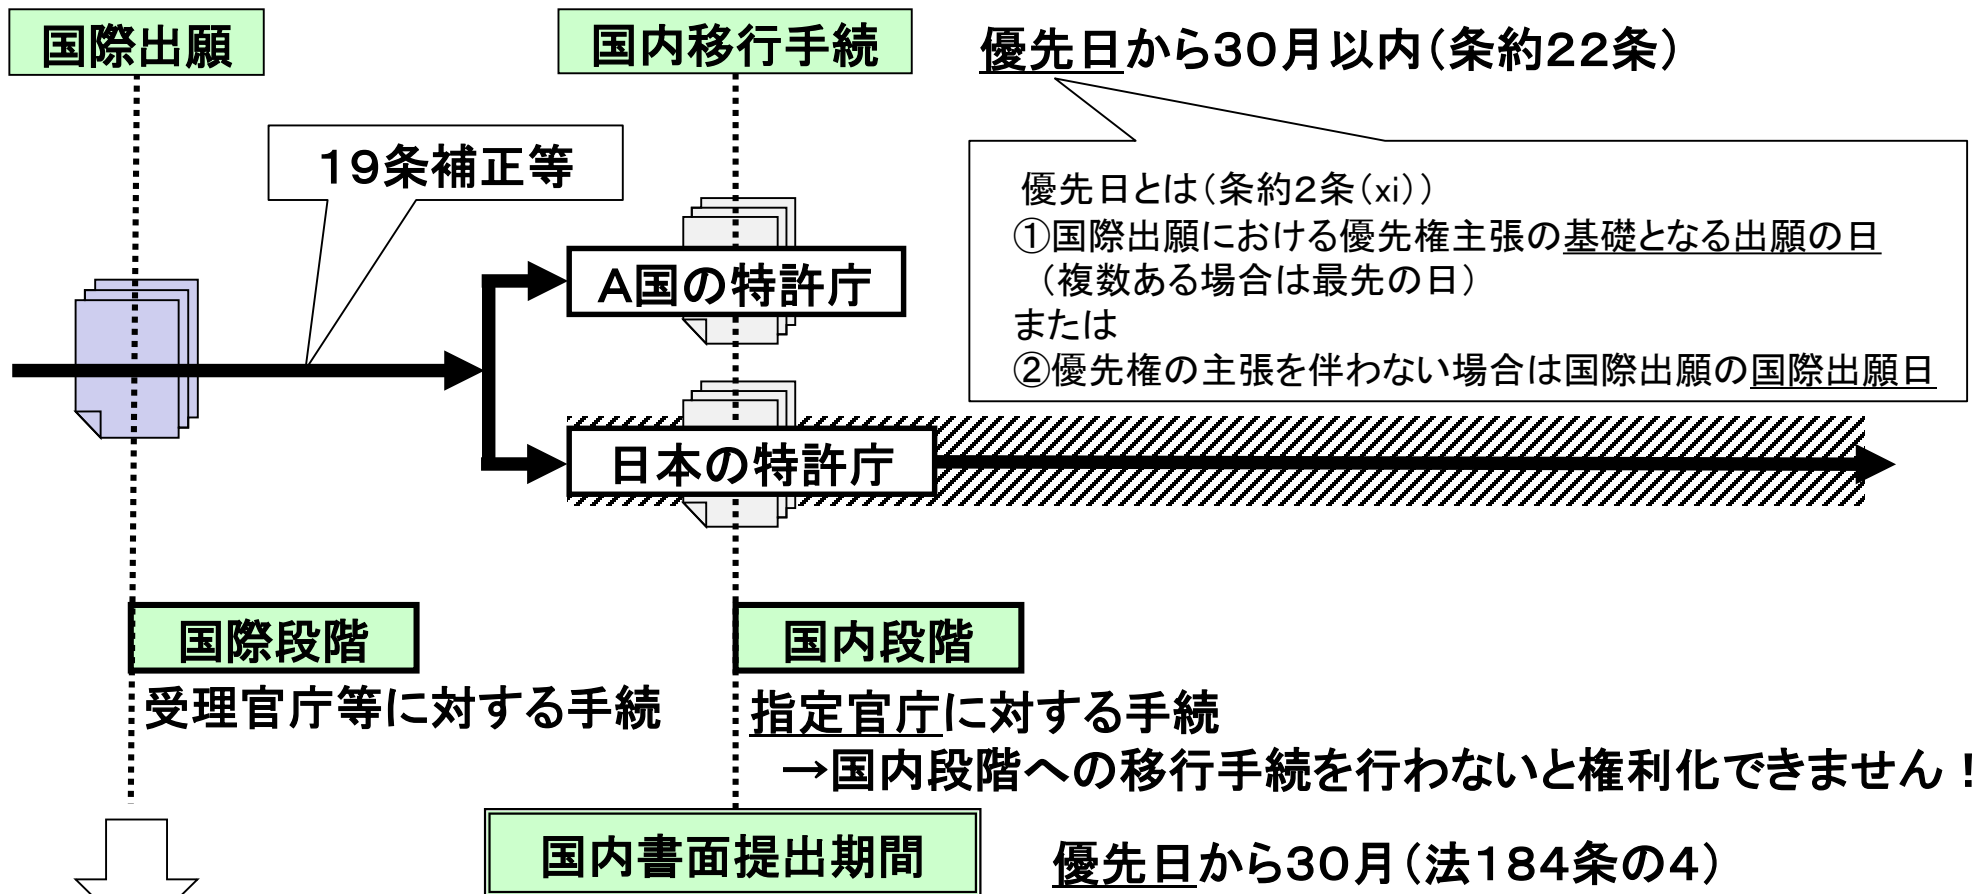 国際出願
国内移行手続
優先日から30月以内（条約22条）
19条補正等
優先日とは（条約2条（xi））
①国際出願における優先権主張の基礎となる出願の日
（複数ある場合は最先の日）
または
②優先権の主張を伴わない場合は国際出願の国際出願日
A国の特許庁
日本の特許庁
国際段階
国内段階
受理官庁等に対する手続
指定官庁に対する手続
→国内段階への移行手続を行わないと権利化できません！
国内書面提出期間
優先日から30月（法184条の4）